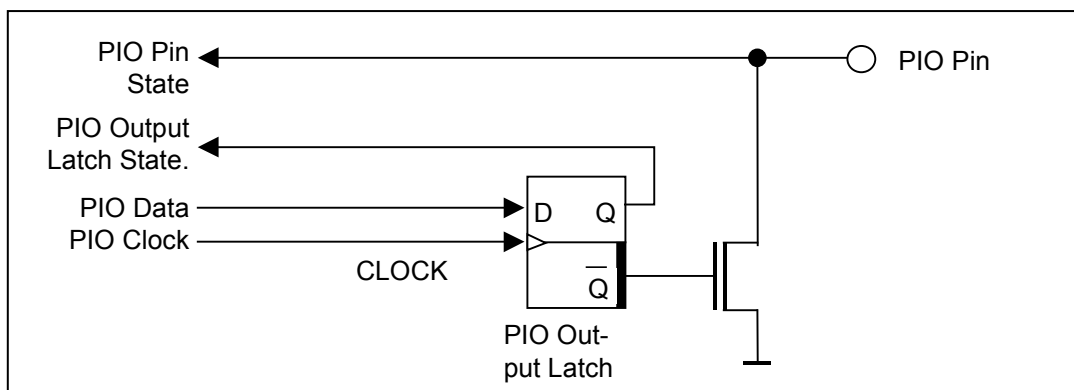 PIO Pin
State
PIO Pin
PIO Output
Latch State.
PIO Data
PIO Clock
D
Q
CLOCK
Q̅
PIO Out-
put Latch